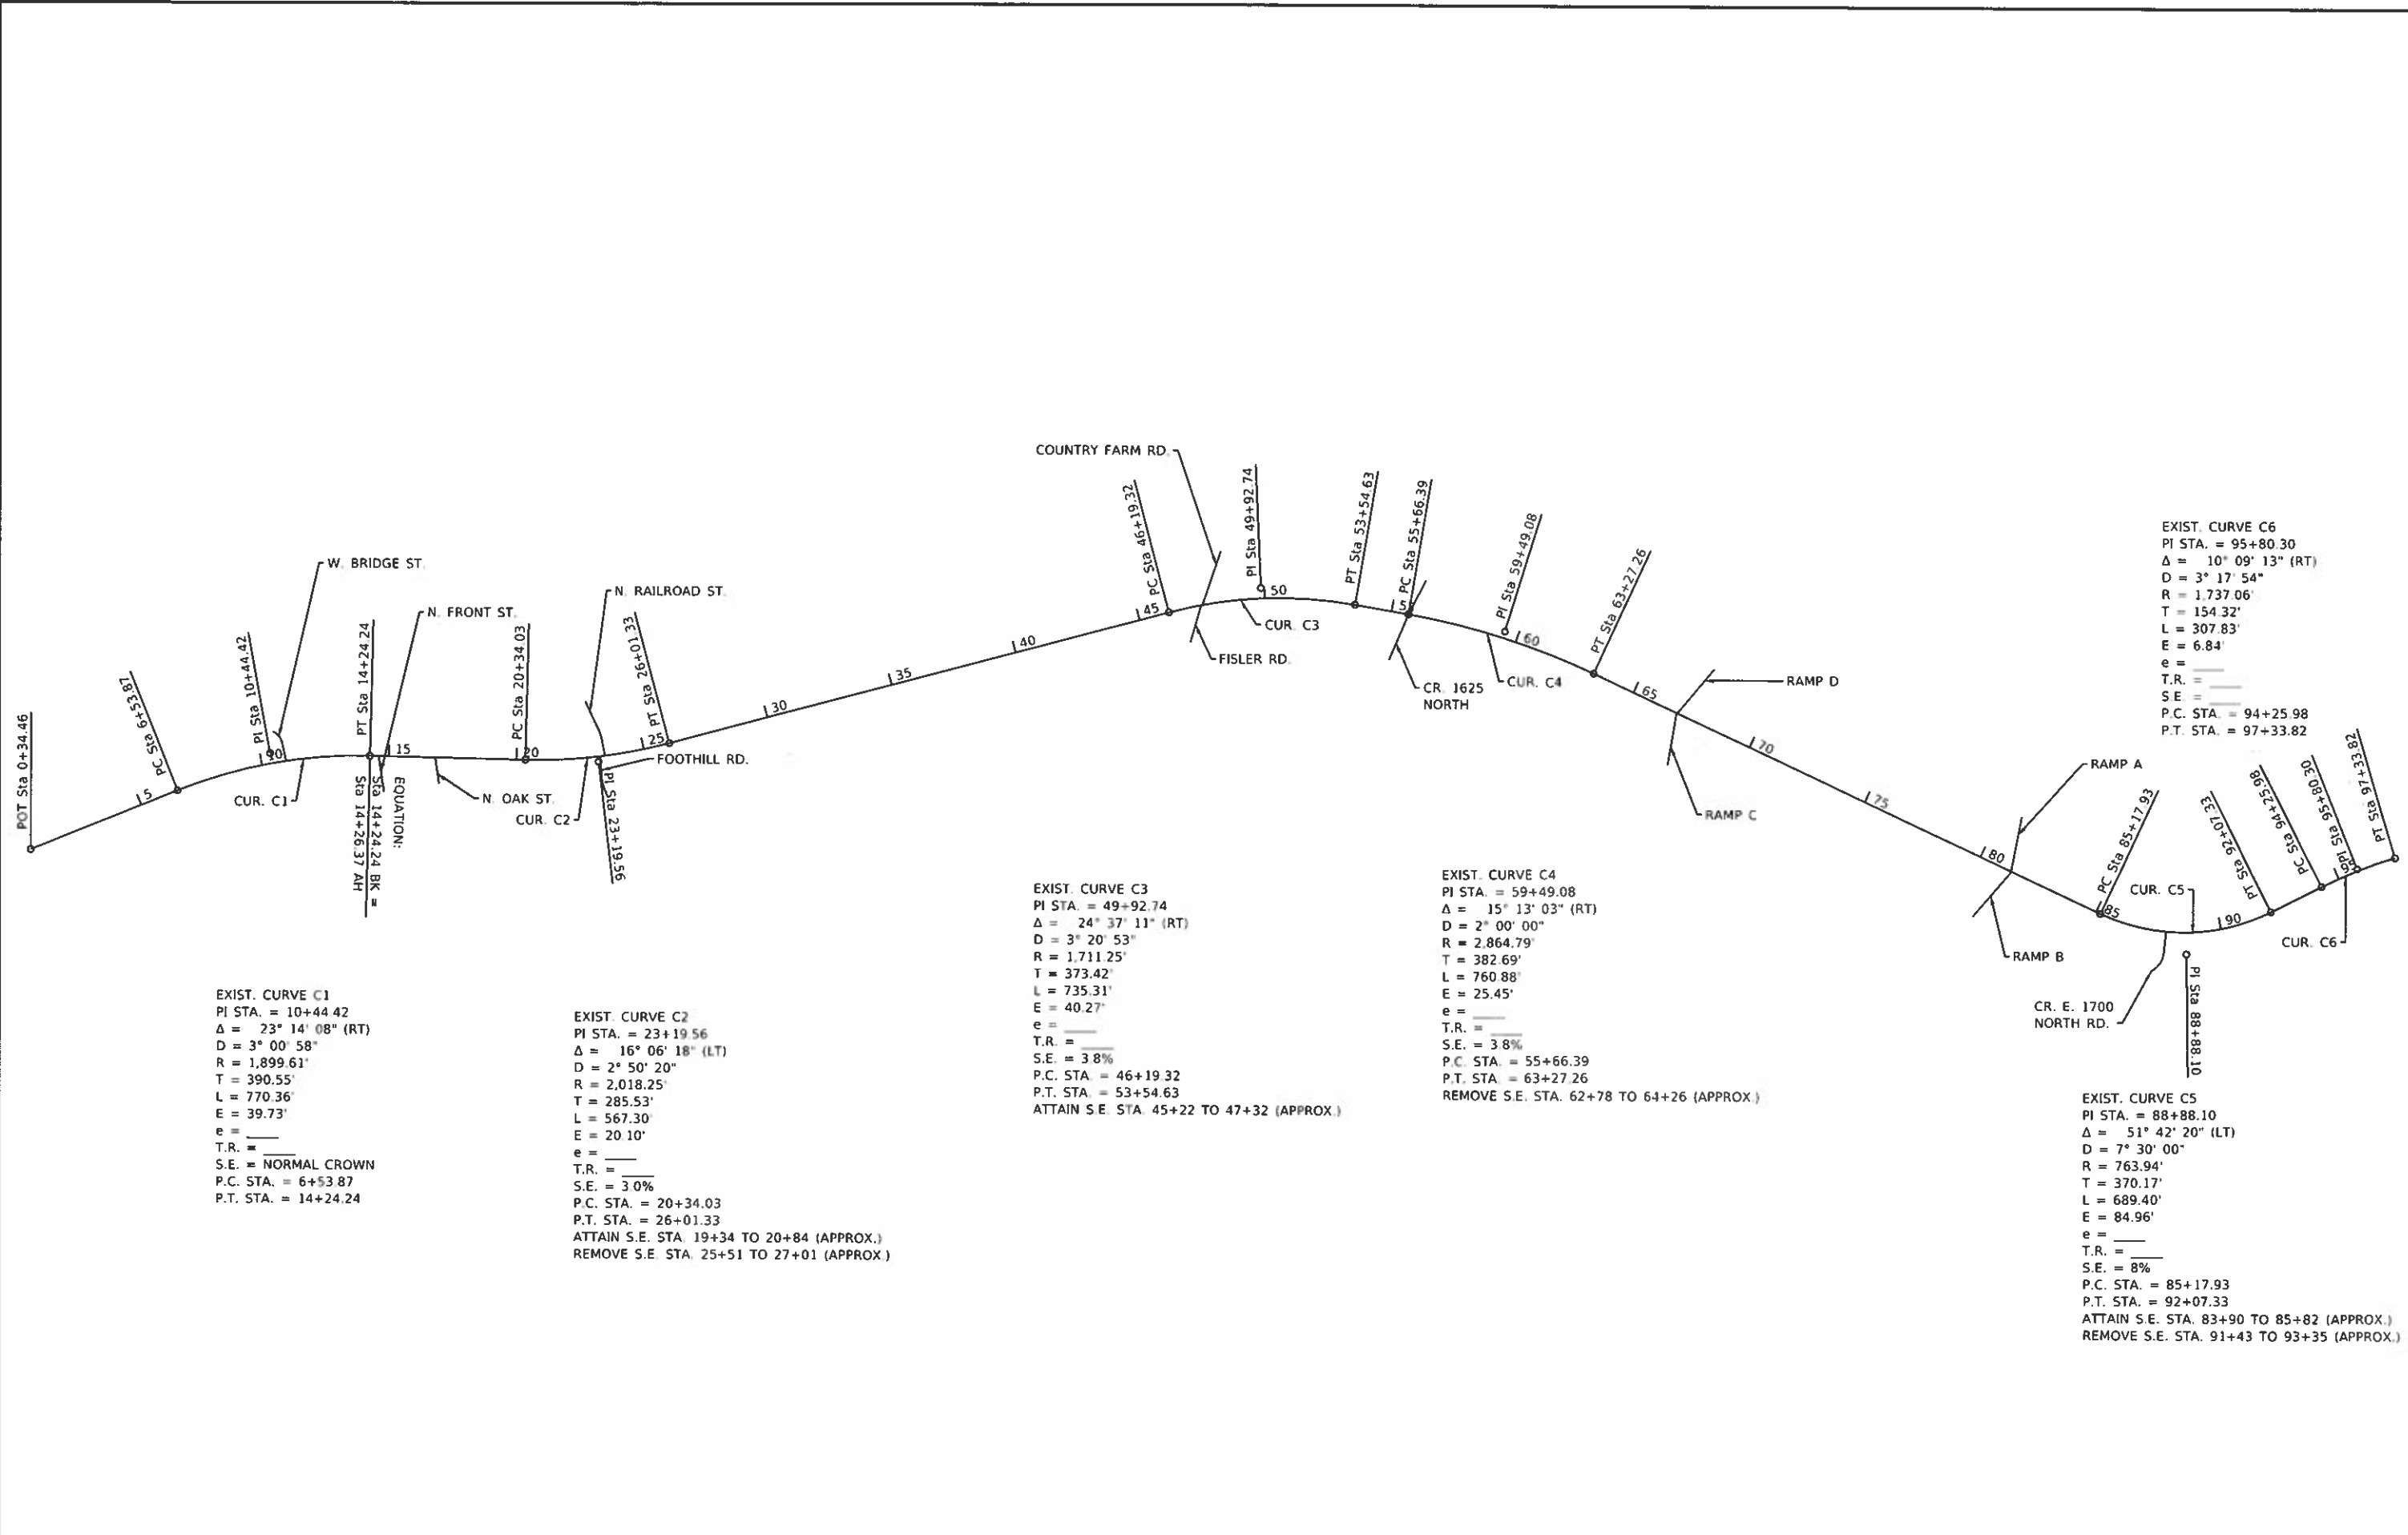 COUNTRY FARM RD.
W. BRIDGE ST.
N. FRONT ST.
N. RAILROAD ST.
POT Sta 0+34.46
5
PC Sta 6+53.87
PI Sta 10+44.42
10
CUR. C1
PT Sta 14+24.24
EQUATION:
Sta 14+24.24 BK =
Sta 14+26.37 AH
15
N. OAK ST.
PC Sta 20+34.03
20
CUR. C2
PI Sta 23+19.56
FOOTHILL RD.
25
PT Sta 26+01.33
30
35
40
45
PC Sta 46+19.32
FISLER RD.
PI Sta 49+92.74
50
CUR. C3
PT Sta 53+54.63
PC Sta 55+66.39
CR. 1625
NORTH
CUR. C4
PI Sta 59+49.08
60
PT Sta 63+27.26
65
RAMP D
RAMP C
70
75
80
RAMP A
RAMP B
PC Sta 85+17.93
85
CUR. C5
CR. E. 1700
NORTH RD.
PI Sta 88+88.10
90
PT Sta 92+07.33
PC Sta 94+25.98
95
PI Sta 95+80.30
PT Sta 97+33.82
CUR. C6
EXIST. CURVE C1
PI STA. = 10+44.42
Δ = 23° 14' 08" (RT)
D = 3° 00' 58"
R = 1,899.61'
T = 390.55'
L = 770.36'
E = 39.73'
e = ____
T.R. = ____
S.E. = NORMAL CROWN
P.C. STA. = 6+53.87
P.T. STA. = 14+24.24
EXIST. CURVE C2
PI STA. = 23+19.56
Δ = 16° 06' 18" (LT)
D = 2° 50' 20"
R = 2,018.25'
T = 285.53'
L = 567.30'
E = 20.10'
e = ____
T.R. = ____
S.E. = 3.0%
P.C. STA. = 20+34.03
P.T. STA. = 26+01.33
ATTAIN S.E. STA. 19+34 TO 20+84 (APPROX.)
REMOVE S.E. STA. 25+51 TO 27+01 (APPROX.)
EXIST. CURVE C3
PI STA. = 49+92.74
Δ = 24° 37' 11" (RT)
D = 3° 20' 53"
R = 1,711.25'
T = 373.42'
L = 735.31'
E = 40.27'
e = ____
T.R. = ____
S.E. = 3.8%
P.C. STA. = 46+19.32
P.T. STA. = 53+54.63
ATTAIN S.E. STA. 45+22 TO 47+32 (APPROX.)
EXIST. CURVE C4
PI STA. = 59+49.08
Δ = 15° 13' 03" (RT)
D = 2° 00' 00"
R = 2,864.79'
T = 382.69'
L = 760.88'
E = 25.45'
e = ____
T.R. = ____
S.E. = 3.8%
P.C. STA. = 55+66.39
P.T. STA. = 63+27.26
REMOVE S.E. STA. 62+78 TO 64+26 (APPROX.)
EXIST. CURVE C5
PI STA. = 88+88.10
Δ = 51° 42' 20" (LT)
D = 7° 30' 00"
R = 763.94'
T = 370.17'
L = 689.40'
E = 84.96'
e = ____
T.R. = ____
S.E. = 8%
P.C. STA. = 85+17.93
P.T. STA. = 92+07.33
ATTAIN S.E. STA. 83+90 TO 85+82 (APPROX.)
REMOVE S.E. STA. 91+43 TO 93+35 (APPROX.)
EXIST. CURVE C6
PI STA. = 95+80.30
Δ = 10° 09' 13" (RT)
D = 3° 17' 54"
R = 1,737.06'
T = 154.32'
L = 307.83'
E = 6.84'
e = ____
T.R. = ____
S.E. = ____
P.C. STA. = 94+25.98
P.T. STA. = 97+33.82